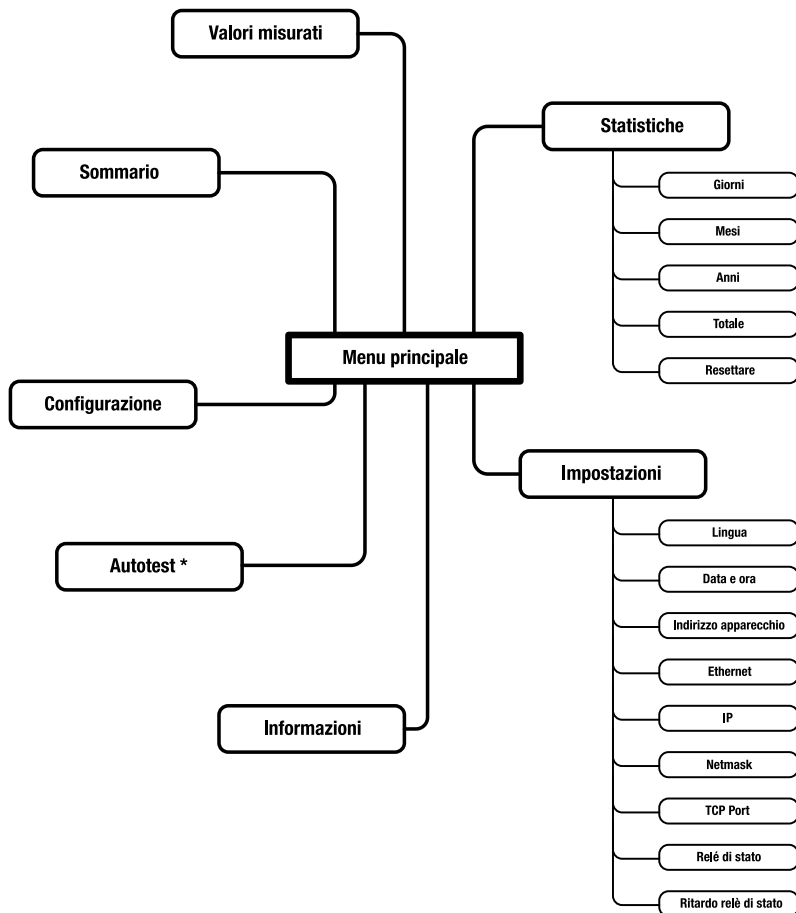 Valori misurati
Statistiche
Sommario
Giorni
Mesi
Anni
Totale
Menu principale
Resettare
Configurazione
Impostazioni
Lingua
Autotest *
Data e ora
Indirizzo apparecchio
Ethernet
Informazioni
IP
Netmask
TCP Port
Relé di stato
Ritardo relè di stato